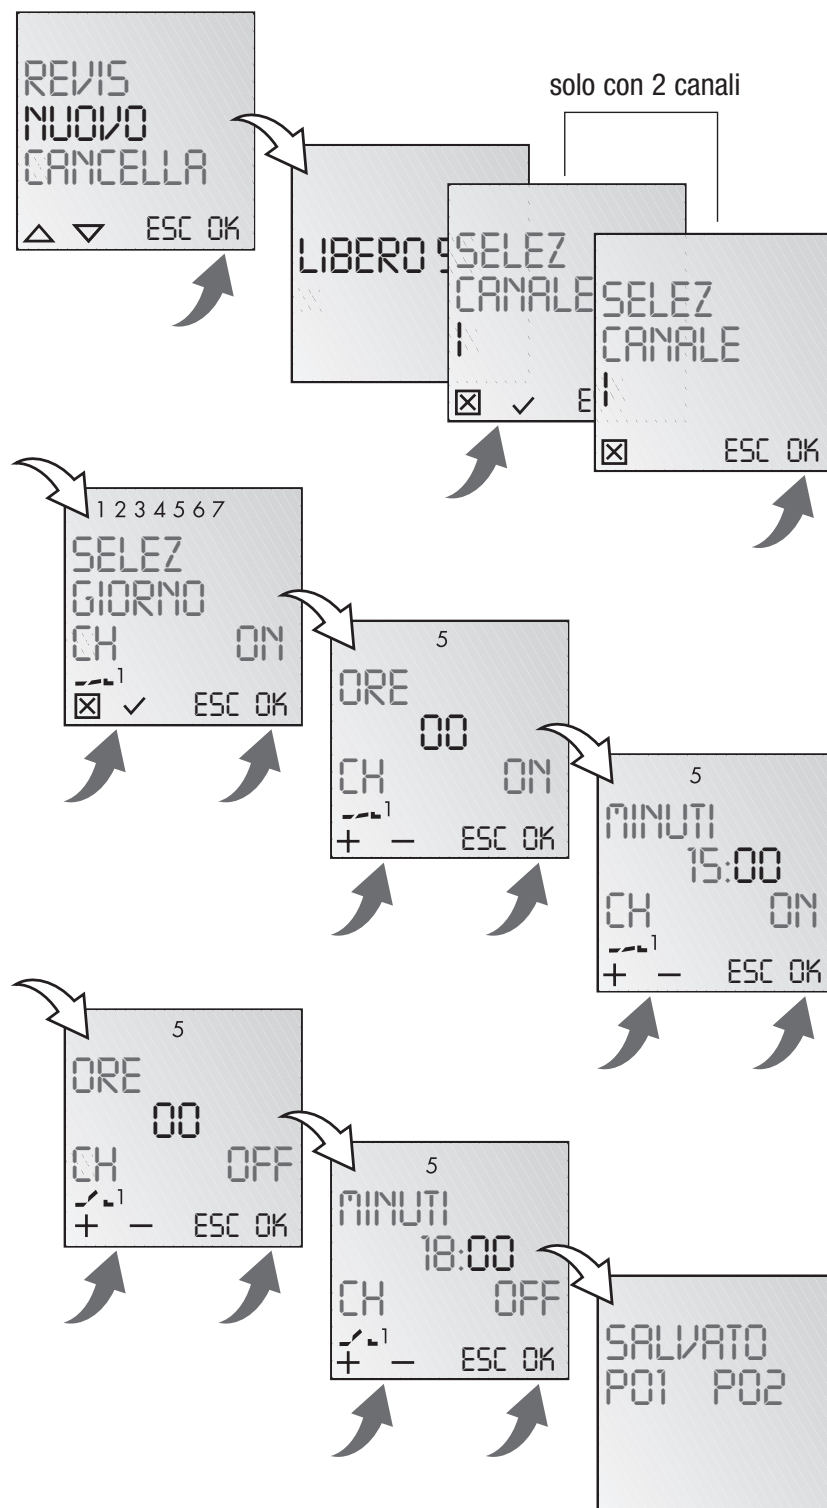 REVIS
NUOVO
CANCELLA
ESC OK
solo con 2 canali
LIBERO
SELEZ
CANALE
1
SELEZ
CANALE
1
ESC OK
1 2 3 4 5 6 7
SELEZ
GIORNO
CH ON
1
ESC OK
5
ORE
00
CH ON
1
+ − ESC OK
5
MINUTI
15:00
CH ON
1
+ − ESC OK
5
ORE
00
CH OFF
1
+ − ESC OK
5
MINUTI
18:00
CH OFF
1
+ − ESC OK
SALVATO
P01 P02